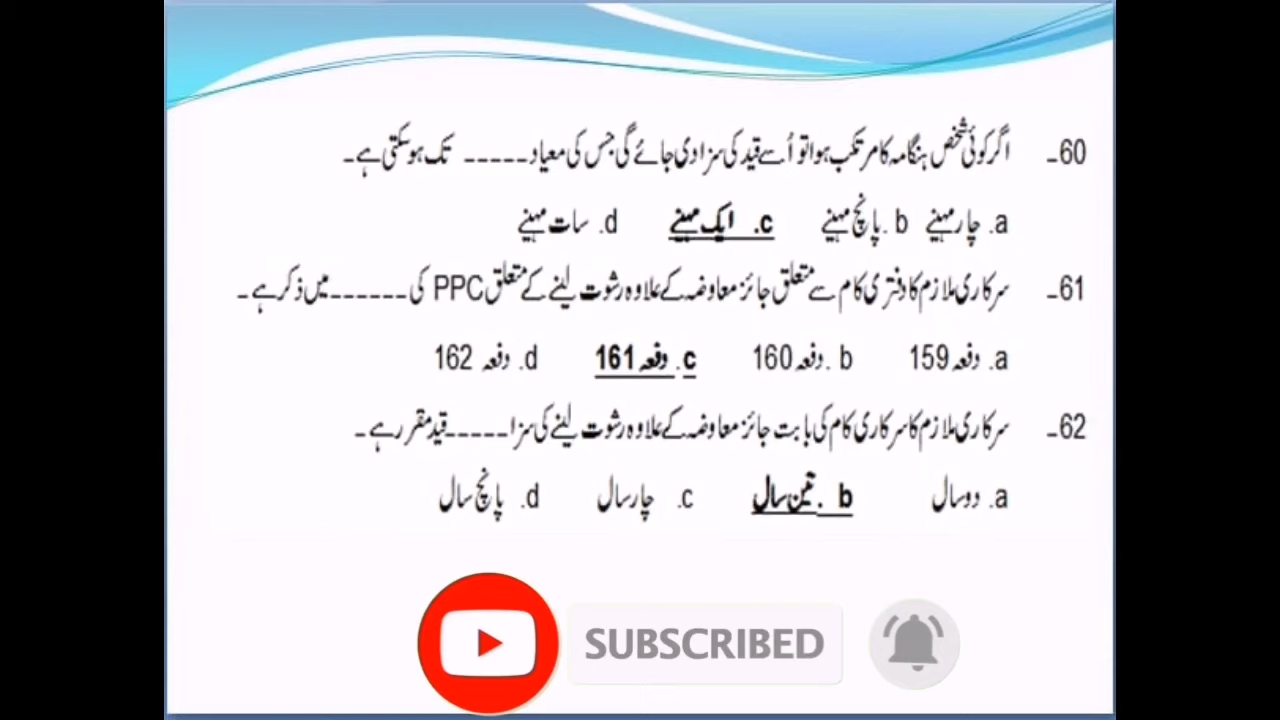 60۔ اگر کوئی شخص ہنگامہ کا مرتکب ہوا تو اُسے قید کی سزا دی جائے گی جس کی معیاد ----- تک ہو سکتی ہے۔
a. چار مہینے b. پانچ مہینے c. ایک مہینے d. سات مہینے
61۔ سرکاری ملازم کا دفتری کام سے متعلق جائز معاوضہ کے علاوہ رشوت لینے کے متعلق PPC کی ------ میں ذکر ہے۔
a. دفعہ 159 b. دفعہ 160 c. دفعہ 161 d. دفعہ 162
62۔ سرکاری ملازم کا سرکاری کام کی بابت جائز معاوضہ کے علاوہ رشوت لینے کی سزا ----- قید مقرر ہے۔
a. دو سال b. تین سال c. چار سال d. پانچ سال
SUBSCRIBED